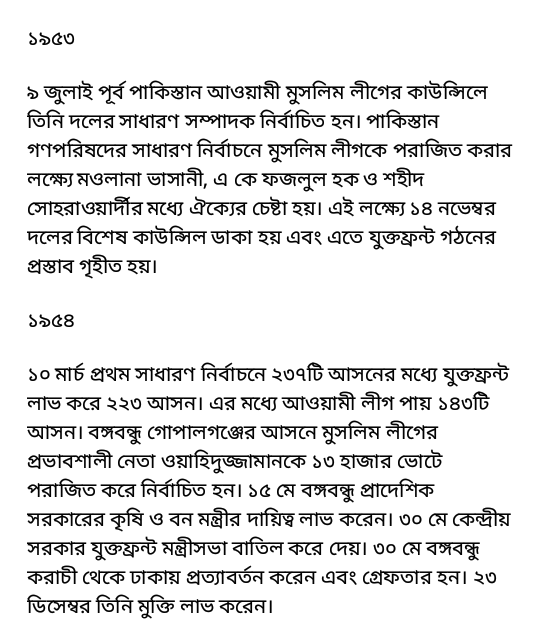 ১৯৫৩
৯ জুলাই পূর্ব পাকিস্তান আওয়ামী মুসলিম লীগের কাউন্সিলে
তিনি দলের সাধারণ সম্পাদক নির্বাচিত হন। পাকিস্তান
গণপরিষদের সাধারণ নির্বাচনে মুসলিম লীগকে পরাজিত করার
লক্ষ্যে মওলানা ভাসানী, এ কে ফজলুল হক ও শহীদ
সোহরাওয়ার্দীর মধ্যে ঐক্যের চেষ্টা হয়। এই লক্ষ্যে ১৪ নভেম্বর
দলের বিশেষ কাউন্সিল ডাকা হয় এবং এতে যুক্তফ্রন্ট গঠনের
প্রস্তাব গৃহীত হয়।
১৯৫৪
১০ মার্চ প্রথম সাধারণ নির্বাচনে ২৩৭টি আসনের মধ্যে যুক্তফ্রন্ট
লাভ করে ২২৩ আসন। এর মধ্যে আওয়ামী লীগ পায় ১৪৩টি
আসন। বঙ্গবন্ধু গোপালগঞ্জের আসনে মুসলিম লীগের
প্রভাবশালী নেতা ওয়াহিদুজ্জামানকে ১৩ হাজার ভোটে
পরাজিত করে নির্বাচিত হন। ১৫ মে বঙ্গবন্ধু প্রাদেশিক
সরকারের কৃষি ও বন মন্ত্রীর দায়িত্ব লাভ করেন। ৩০ মে কেন্দ্রীয়
সরকার যুক্তফ্রন্ট মন্ত্রীসভা বাতিল করে দেয়। ৩০ মে বঙ্গবন্ধু
করাচী থেকে ঢাকায় প্রত্যাবর্তন করেন এবং গ্রেফতার হন। ২৩
ডিসেম্বর তিনি মুক্তি লাভ করেন।